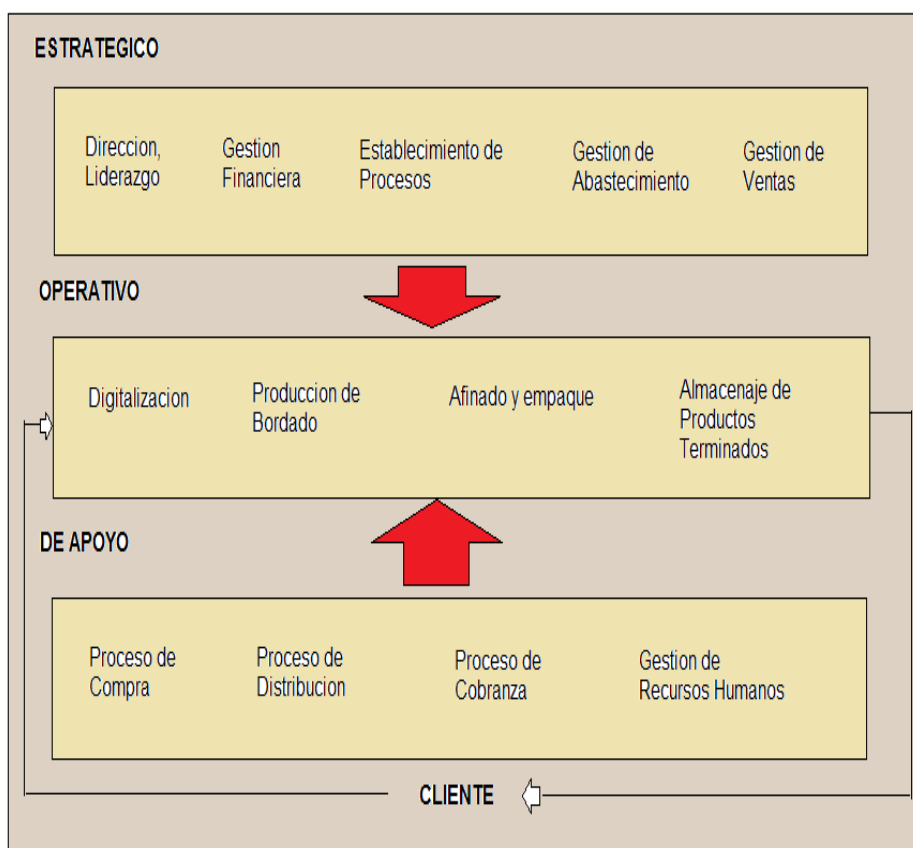 ESTRATEGICO
Direccion,
Liderazgo
Gestion
Financiera
Establecimiento de
Procesos
Gestion de
Abastecimiento
Gestion de
Ventas
OPERATIVO
Digitalizacion
Produccion de
Bordado
Afinado y empaque
Almacenaje de
Productos
Terminados
DE APOYO
Proceso de
Compra
Proceso de
Distribucion
Proceso de
Cobranza
Gestion de
Recursos Humanos
CLIENTE